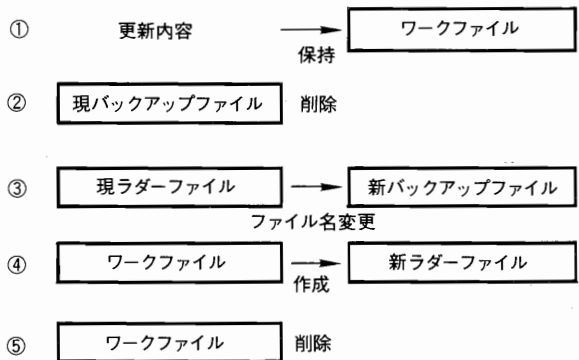 ① 更新内容 ワークファイル
保持
② 現バックアップファイル 削除
③ 現ラダーファイル 新バックアップファイル
ファイル名変更
④ ワークファイル 新ラダーファイル
作成
⑤ ワークファイル 削除